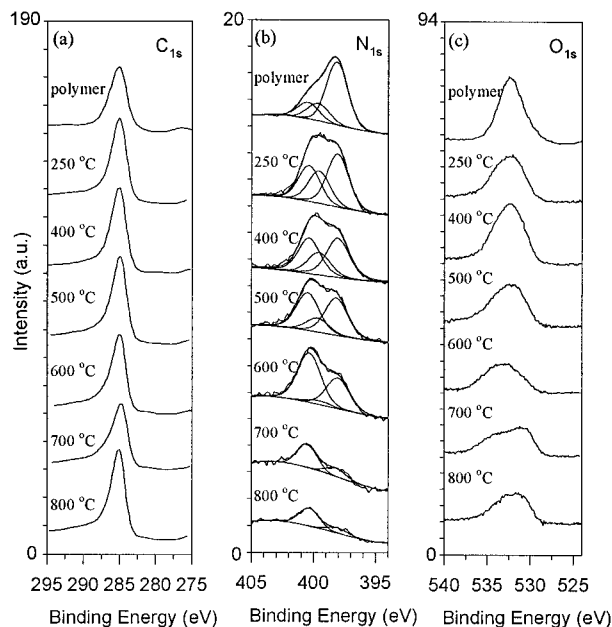 190
(a)
C1s
polymer
250 °C
400 °C
500 °C
600 °C
700 °C
800 °C
0
295 290 285 280 275
Binding Energy (eV)
Intensity (a.u.)
20
(b)
N1s
polymer
250 °C
400 °C
500 °C
600 °C
700 °C
800 °C
0
405 400 394
Binding Energy (eV)
94
(c)
O1s
polymer
250 °C
400 °C
500 °C
600 °C
700 °C
800 °C
0
540 535 530 525
Binding Energy (eV)